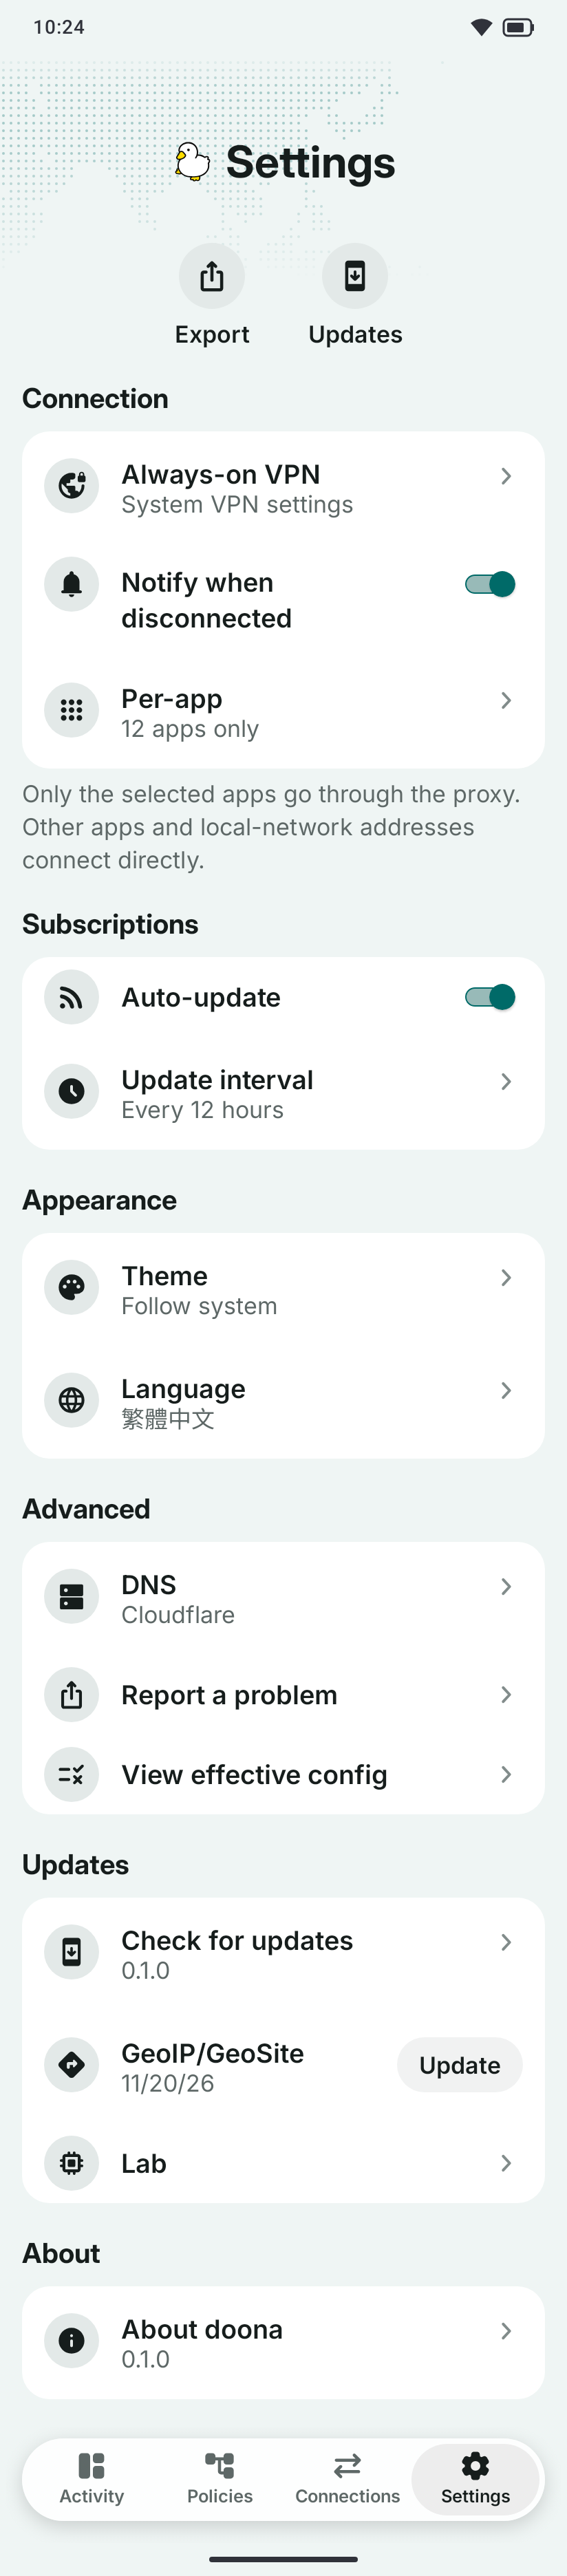 10:24
Settings
Export
Updates
Connection
Always-on VPN
System VPN settings
Notify when
disconnected
Per-app
12 apps only
Only the selected apps go through the proxy.
Other apps and local-network addresses
connect directly.
Subscriptions
Auto-update
Update interval
Every 12 hours
Appearance
Theme
Follow system
Language
繁體中文
Advanced
DNS
Cloudflare
Report a problem
View effective config
Updates
Check for updates
0.1.0
GeoIP/GeoSite
11/20/26
Update
Lab
About
About doona
0.1.0
Activity
Policies
Connections
Settings